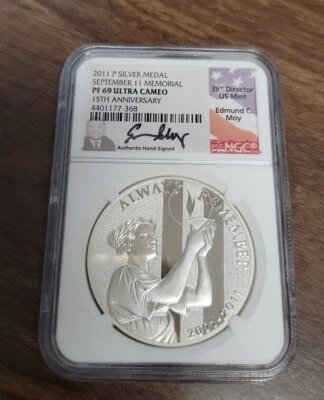 2011 P SILVER MEDAL
SEPTEMBER 11 MEMORIAL
PF 69 ULTRA CAMEO
15TH ANNIVERSARY
4401177-368
Authentic Hand-Signed
38th Director
US Mint
Edmund C.
Moy
NGC
ALWAYS REMEMBER
2001-2011